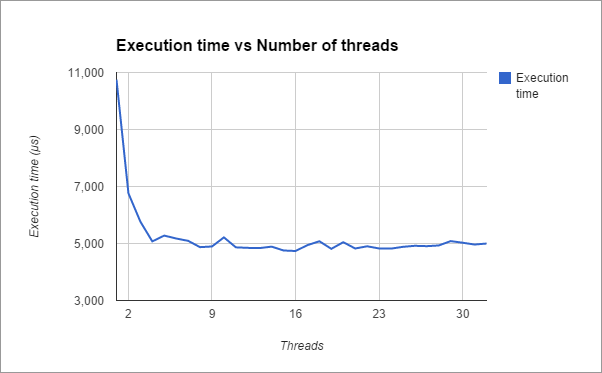 Execution time vs Number of threads
11,000
9,000
7,000
5,000
3,000
Execution time (μs)
2
9
16
23
30
Threads
Execution
time